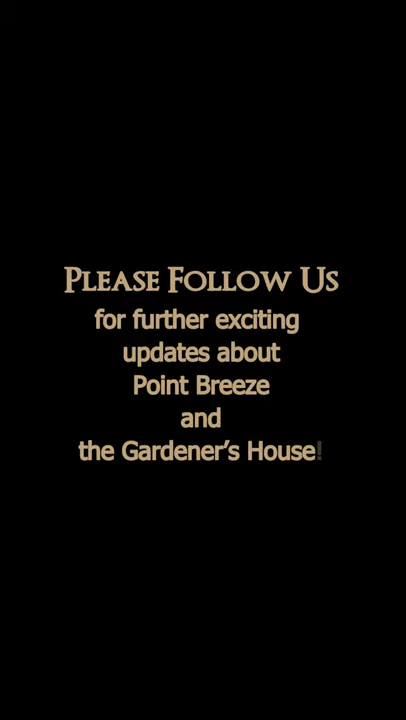 Please Follow Us
for further exciting
updates about
Point Breeze
and
the Gardener’s House!